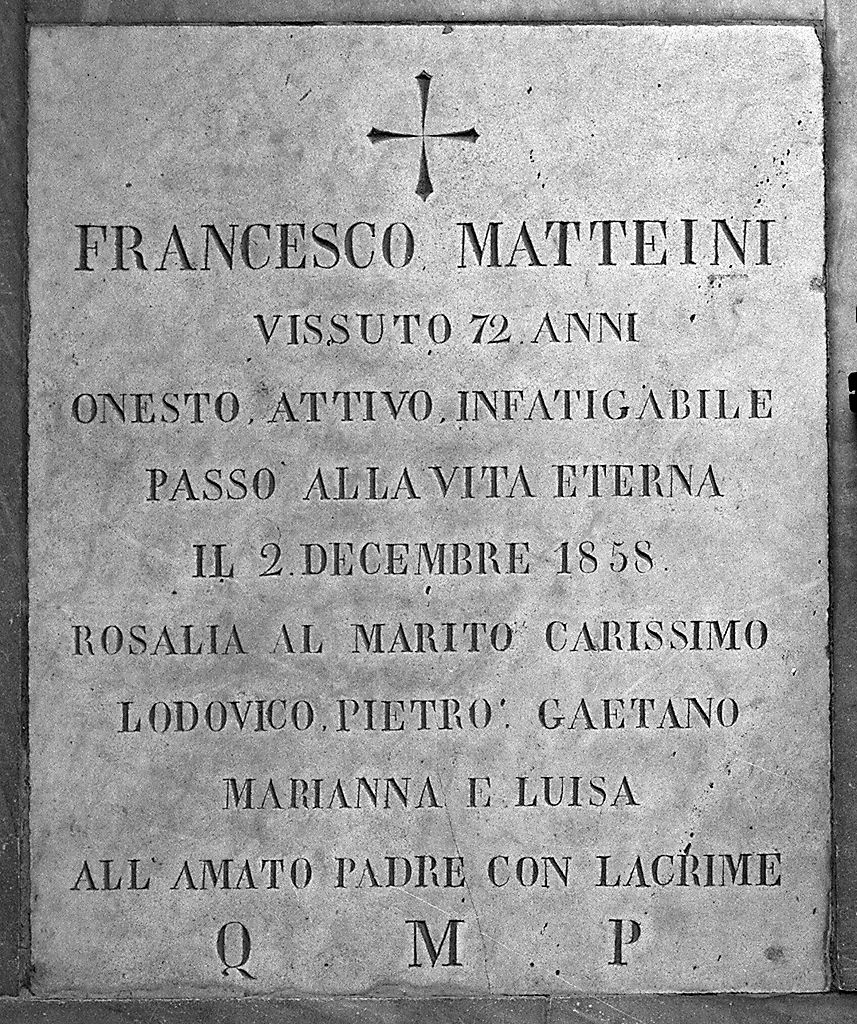 FRANCESCO MATTEINI
VISSUTO 72 ANNI
ONESTO, ATTIVO, INFATIGABILE
PASSO' ALLA VITA ETERNA
IL 2. DECEMBRE 1858.
ROSALIA AL MARITO CARISSIMO
LODOVICO, PIETRO, GAETANO
MARIANNA E LUISA
ALL' AMATO PADRE CON LACRIME
Q M P